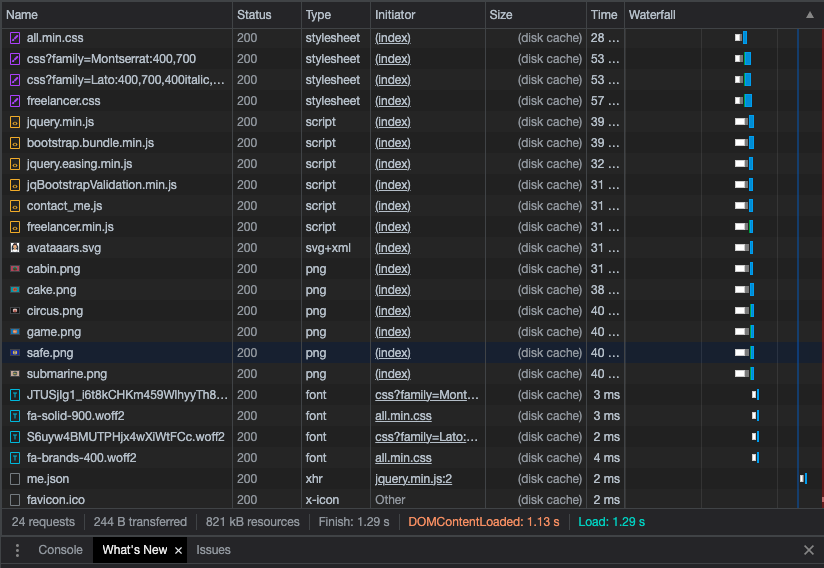 Name Status Type Initiator Size Time Waterfall ▲
all.min.css 200 stylesheet (index) (disk cache) 28 ...
css?family=Montserrat:400,700 200 stylesheet (index) (disk cache) 53 ...
css?family=Lato:400,700,400italic,... 200 stylesheet (index) (disk cache) 53 ...
freelancer.css 200 stylesheet (index) (disk cache) 57 ...
jquery.min.js 200 script (index) (disk cache) 39 ...
bootstrap.bundle.min.js 200 script (index) (disk cache) 39 ...
jquery.easing.min.js 200 script (index) (disk cache) 32 ...
jqBootstrapValidation.min.js 200 script (index) (disk cache) 31 ...
contact_me.js 200 script (index) (disk cache) 31 ...
freelancer.min.js 200 script (index) (disk cache) 31 ...
avataaars.svg 200 svg+xml (index) (disk cache) 31 ...
cabin.png 200 png (index) (disk cache) 31 ...
cake.png 200 png (index) (disk cache) 38 ...
circus.png 200 png (index) (disk cache) 40 ...
game.png 200 png (index) (disk cache) 40 ...
safe.png 200 png (index) (disk cache) 40 ...
submarine.png 200 png (index) (disk cache) 40 ...
JTUSjIg1_i6t8kCHKm459WlhyyTh8... 200 font css?family=Mont... (disk cache) 3 ms
fa-solid-900.woff2 200 font all.min.css (disk cache) 3 ms
S6uyw4BMUTPHjx4wXiWtFCc.woff2 200 font css?family=Lato:... (disk cache) 2 ms
fa-brands-400.woff2 200 font all.min.css (disk cache) 4 ms
me.json 200 xhr jquery.min.js:2 (disk cache) 2 ms
favicon.ico 200 x-icon Other (disk cache) 2 ms
24 requests 244 B transferred 821 kB resources Finish: 1.29 s DOMContentLoaded: 1.13 s Load: 1.29 s
Console What's New × Issues ×